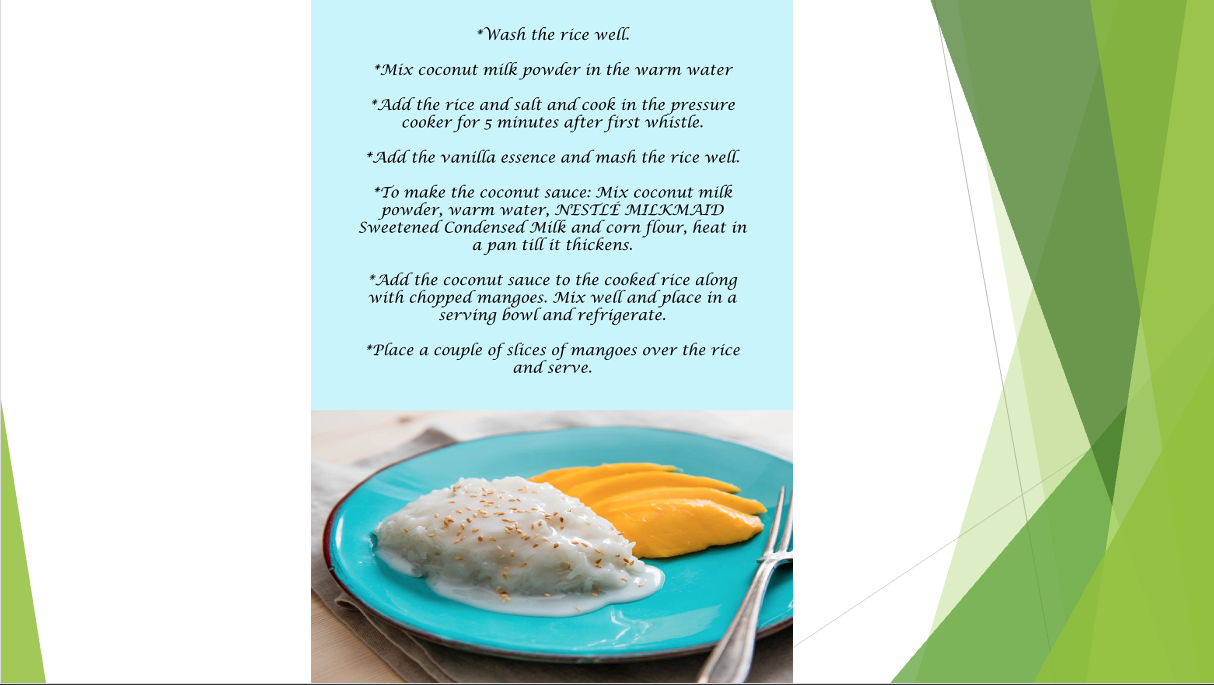 *Wash the rice well.
*Mix coconut milk powder in the warm water
*Add the rice and salt and cook in the pressure
cooker for 5 minutes after first whistle.
*Add the vanilla essence and mash the rice well.
*To make the coconut sauce: Mix coconut milk
powder, warm water, NESTLÉ MILKMAID
Sweetened Condensed Milk and corn flour, heat in
a pan till it thickens.
*Add the coconut sauce to the cooked rice along
with chopped mangoes. Mix well and place in a
serving bowl and refrigerate.
*Place a couple of slices of mangoes over the rice
and serve.